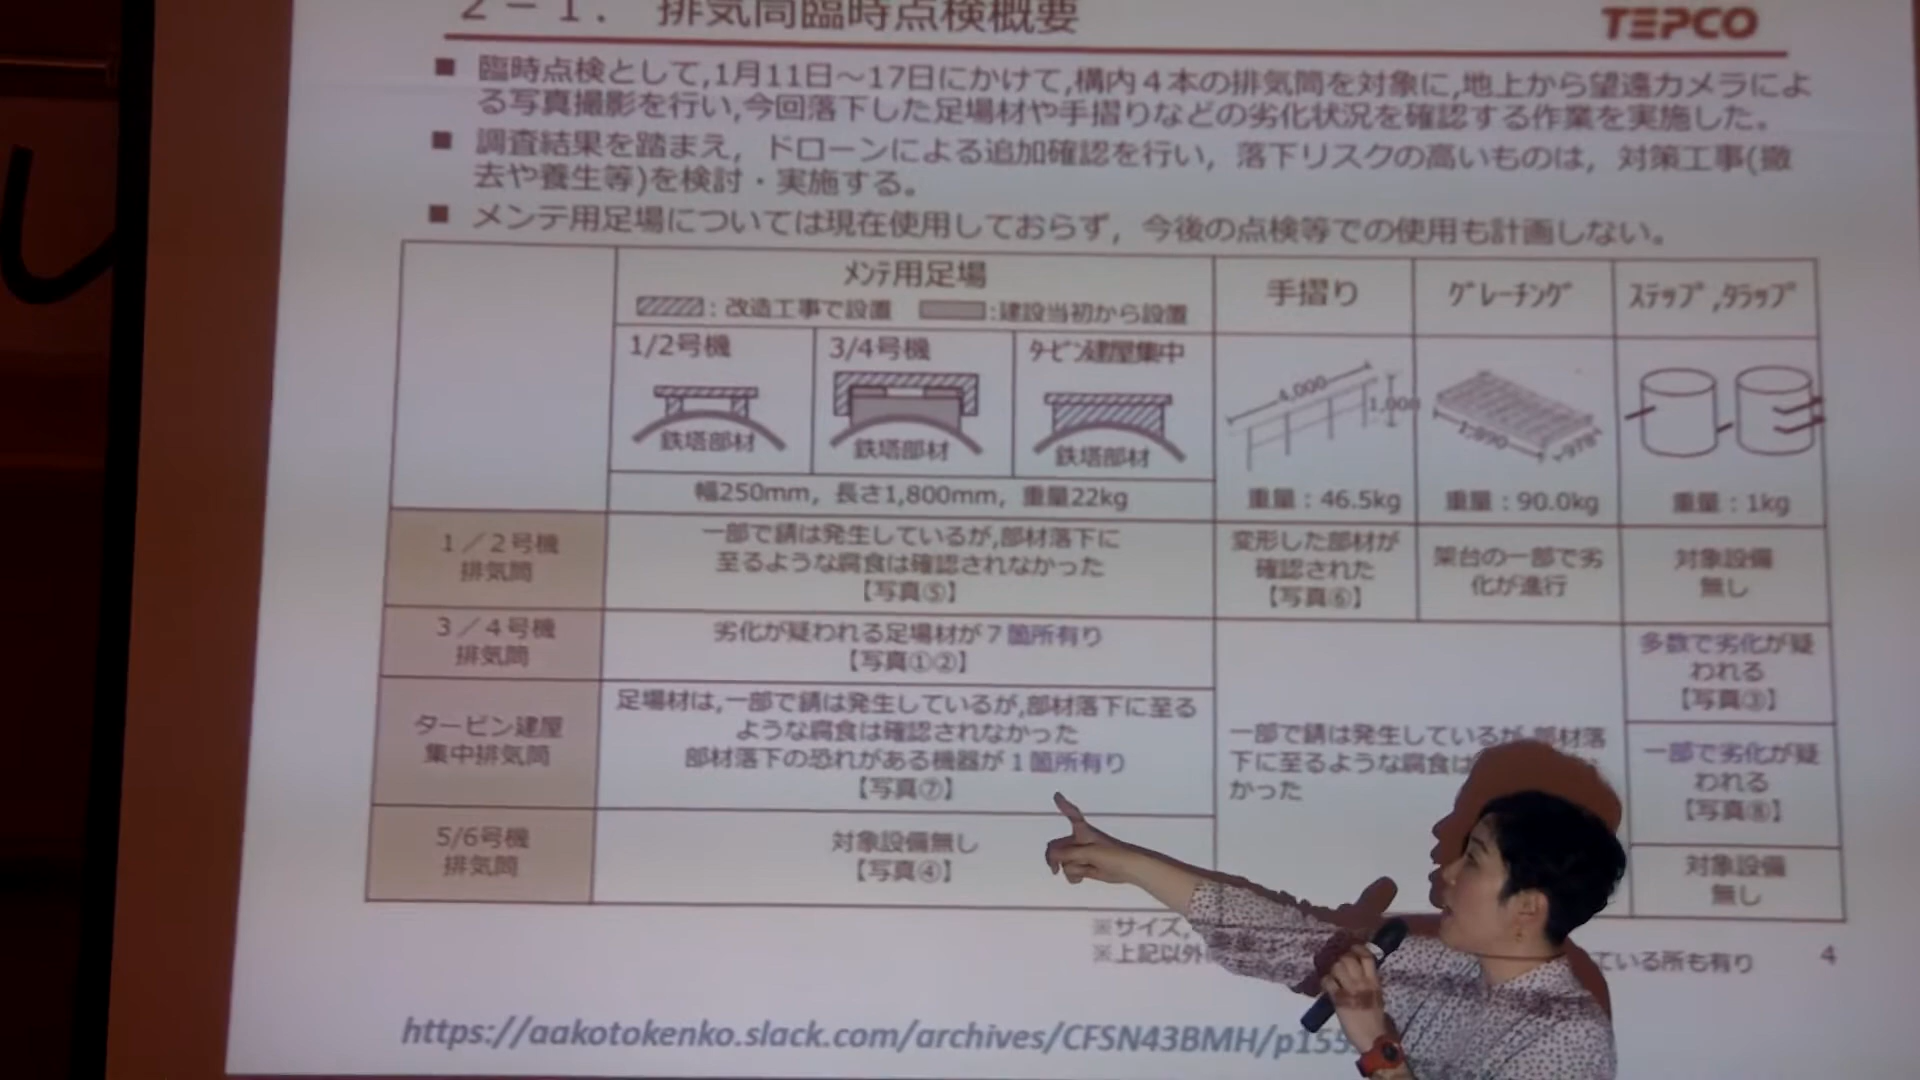 2－1． 排気筒臨時点検概要
TEPCO
■ 臨時点検として,1月11日～17日にかけて,構内４本の排気筒を対象に,地上から望遠カメラによ
る写真撮影を行い,今回落下した足場材や手摺りなどの劣化状況を確認する作業を実施した。
■ 調査結果を踏まえ，ドローンによる追加確認を行い，落下リスクの高いものは，対策工事(撤
去や養生等)を検討・実施する。
■ メンテ用足場については現在使用しておらず，今後の点検等での使用も計画しない。
ﾒﾝﾃ用足場
：改造工事で設置 :建設当初から設置
手摺り
ｸﾞﾚｰﾁﾝｸﾞ
ｽﾃｯﾌﾟ,ﾀﾗｯﾌﾟ
1/2号機
3/4号機
ﾀｰﾋﾞﾝ建屋集中
鉄塔部材
鉄塔部材
鉄塔部材
4,000
1,000
幅250mm，長さ1,800mm，重量22kg
重量：46.5kg
重量：90.0kg
重量：1kg
１／２号機
排気筒
一部で錆は発生しているが,部材落下に
至るような腐食は確認されなかった
【写真⑤】
変形した部材が
確認された
【写真⑥】
架台の一部で劣
化が進行
対象設備
無し
３／４号機
排気筒
劣化が疑われる足場材が７箇所有り
【写真①②】
多数で劣化が疑
われる
【写真③】
タービン建屋
集中排気筒
足場材は,一部で錆は発生しているが,部材落下に至る
ような腐食は確認されなかった
部材落下の恐れがある機器が１箇所有り
【写真⑦】
一部で錆は発生しているが,部材落
下に至るような腐食は
かった
一部で劣化が疑
われる
【写真⑧】
5/6号機
排気筒
対象設備無し
【写真④】
対象設備
無し
※サイズ,
※上記以外
ている所も有り
4
https://aakotokenko.slack.com/archives/CFSN43BMH/p155